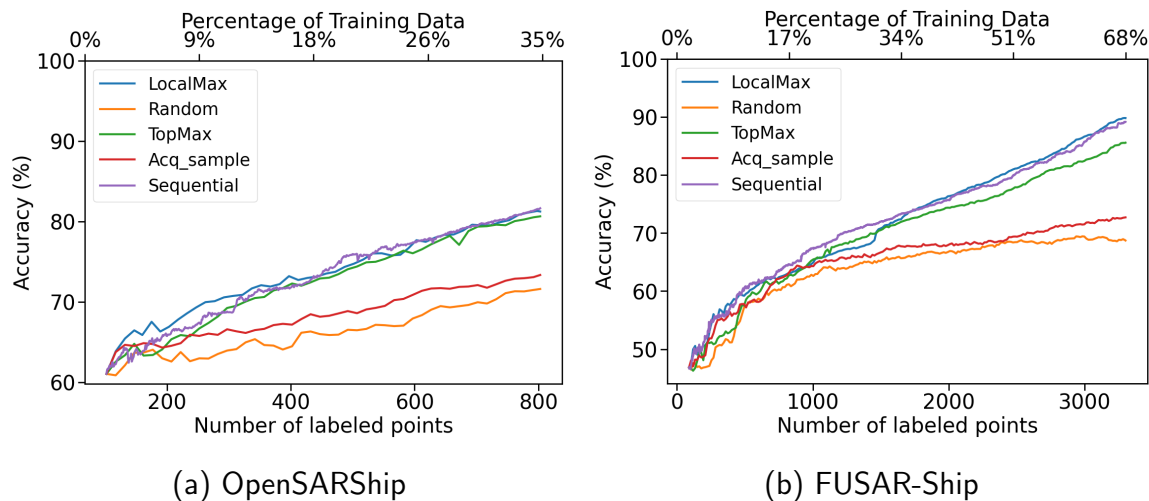 Percentage of Training Data
0% 9% 18% 26% 35%
100
90
80
70
60
Accuracy (%)
LocalMax
Random
TopMax
Acq_sample
Sequential
200 400 600 800
Number of labeled points
(a) OpenSARShip
Percentage of Training Data
0% 17% 34% 51% 68%
100
90
80
70
60
50
Accuracy (%)
LocalMax
Random
TopMax
Acq_sample
Sequential
0 1000 2000 3000
Number of labeled points
(b) FUSAR-Ship